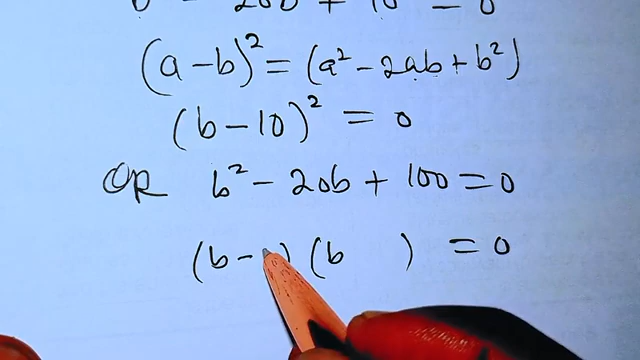 (a - b)² = (a² - 2ab + b²)
(b - 10)² = 0
OR b² - 20b + 100 = 0
(b - ) (b ) = 0